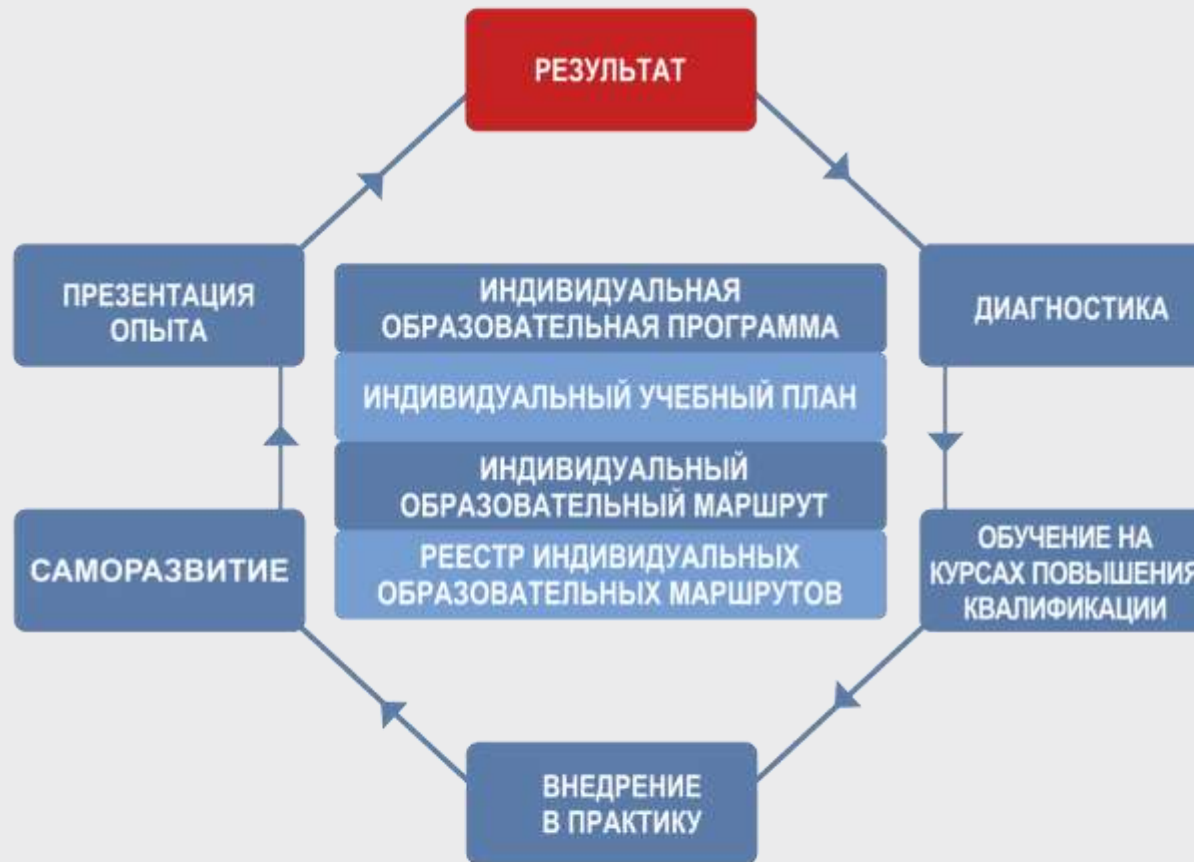 РЕЗУЛЬТАТ
ПРЕЗЕНТАЦИЯ
ОПЫТА
ИНДИВИДУАЛЬНАЯ
ОБРАЗОВАТЕЛЬНАЯ ПРОГРАММА
ДИАГНОСТИКА
ИНДИВИДУАЛЬНЫЙ УЧЕБНЫЙ ПЛАН
ИНДИВИДУАЛЬНЫЙ
ОБРАЗОВАТЕЛЬНЫЙ МАРШРУТ
САМОРАЗВИТИЕ
РЕЕСТР ИНДИВИДУАЛЬНЫХ
ОБРАЗОВАТЕЛЬНЫХ МАРШРУТОВ
ОБУЧЕНИЕ НА
КУРСАХ ПОВЫШЕНИЯ
КВАЛИФИКАЦИИ
ВНЕДРЕНИЕ
В ПРАКТИКУ